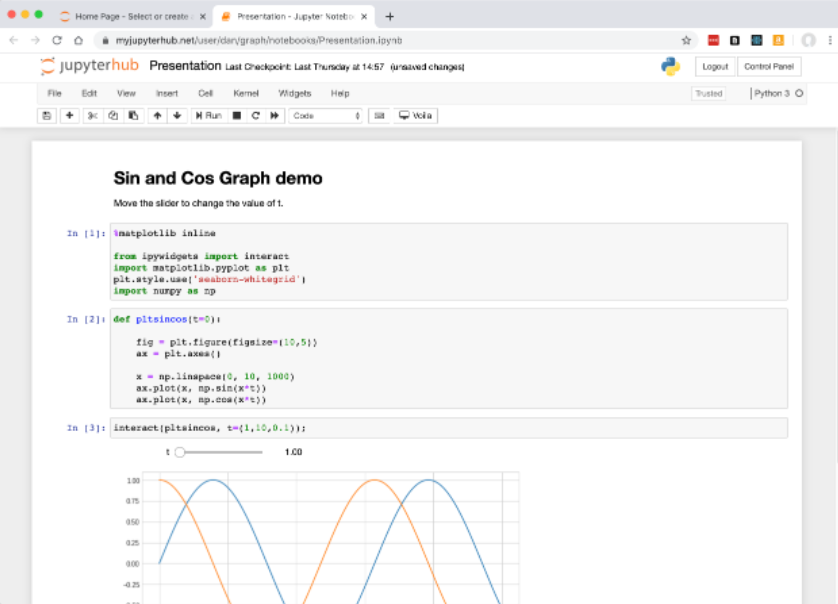 Home Page - Select or create
Presentation - Jupyter Notebo
myjupyterhub.net/user/dan/graph/notebooks/Presentation.ipynb
jupyterhub Presentation Last Checkpoint: Last Thursday at 14:57 (unsaved changes)
Logout Control Panel
File Edit View Insert Cell Kernel Widgets Help
Trusted Python 3
Run Code Voila
Sin and Cos Graph demo
Move the slider to change the value of t.
In [1]: %matplotlib inline
from ipywidgets import interact
import matplotlib.pyplot as plt
plt.style.use('seaborn-whitegrid')
import numpy as np
In [2]: def pltsincos(t=0):
fig = plt.figure(figsize=(10,5))
ax = plt.axes()
x = np.linspace(0, 10, 1000)
ax.plot(x, np.sin(x*t))
ax.plot(x, np.cos(x*t))
In [3]: interact(pltsincos, t=(1,10,0.1));
t 1.00
1.00
0.75
0.50
0.25
0.00
-0.25